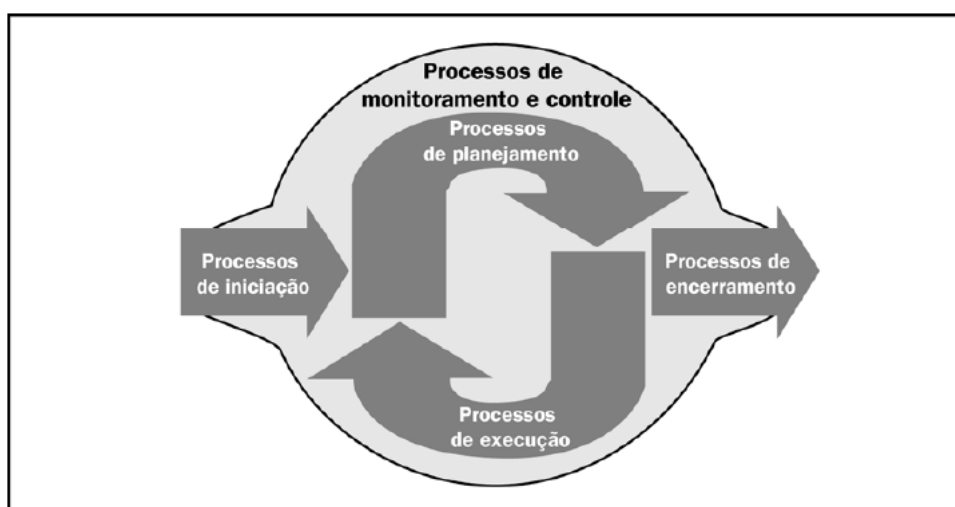 Processos de
monitoramento e controle
Processos
de planejamento
Processos
de iniciação
Processos de
encerramento
Processos
de execução